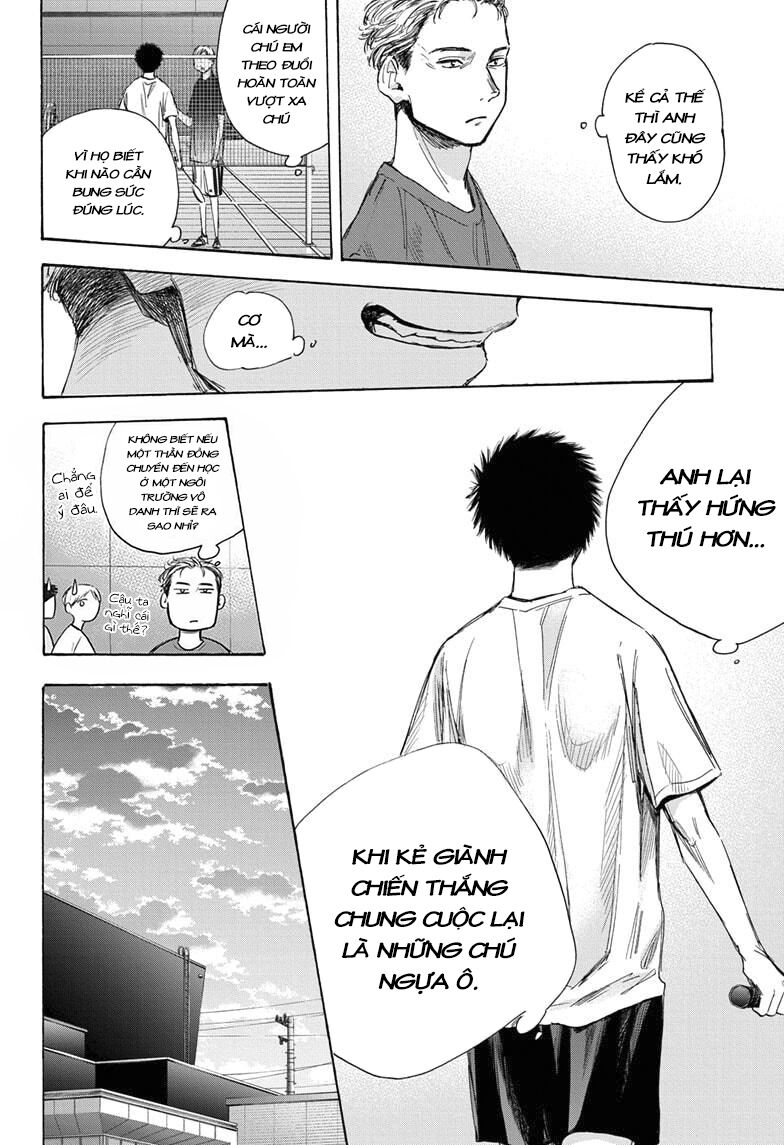 KỂ CẢ THẾ
THÌ ANH
ĐÂY CŨNG
THẤY KHÓ
LẮM.
CÁI NGƯỜI
CHÚ EM
THEO ĐUỔI
HOÀN TOÀN
VƯỢT XA
CHÚ
VÌ HỌ BIẾT
KHI NÀO CẦN
BUNG SỨC
ĐÚNG LÚC.
CƠ
MÀ...
ANH LẠI
THẤY HỨNG
THÚ HƠN...
KHI KẺ GIÀNH
CHIẾN THẮNG
CHUNG CUỘC LẠI
LÀ NHỮNG CHÚ
NGỰA Ô.
KHÔNG BIẾT NẾU
MỘT THẦN ĐỒNG
CHUYỂN ĐẾN HỌC
Ở MỘT NGÔI
TRƯỜNG VÔ
DANH THÌ SẼ RA
SAO NHỈ?
Chẳng
ai để
ý đâu.
Cậu ta
nghĩ cái
gì thế?